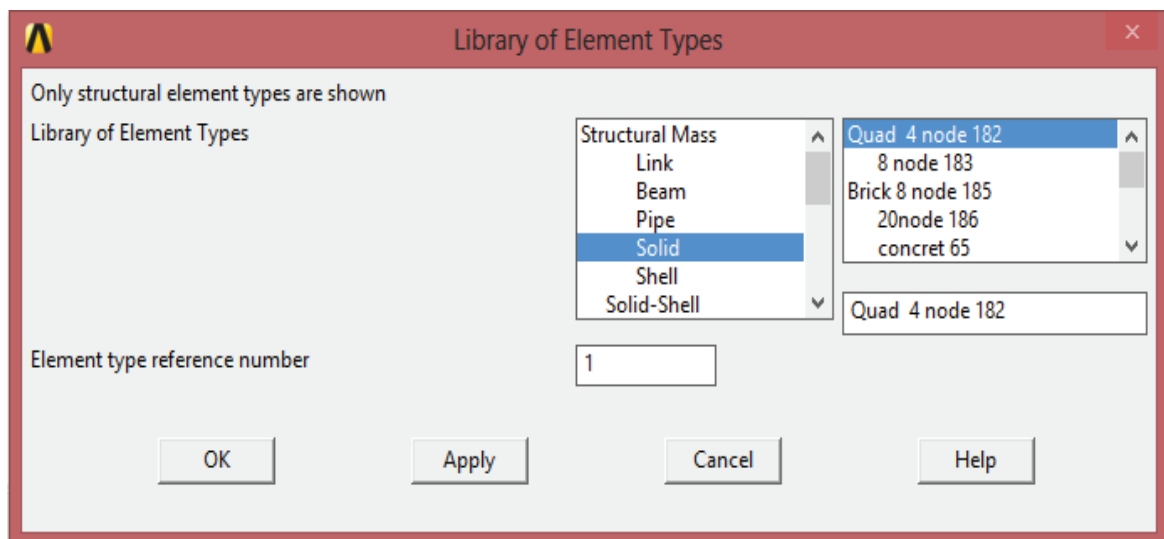 Library of Element Types
Only structural element types are shown
Library of Element Types
Structural Mass
Link
Beam
Pipe
Solid
Shell
Solid-Shell
Quad 4 node 182
8 node 183
Brick 8 node 185
20node 186
concret 65
Quad 4 node 182
Element type reference number
1
OK
Apply
Cancel
Help